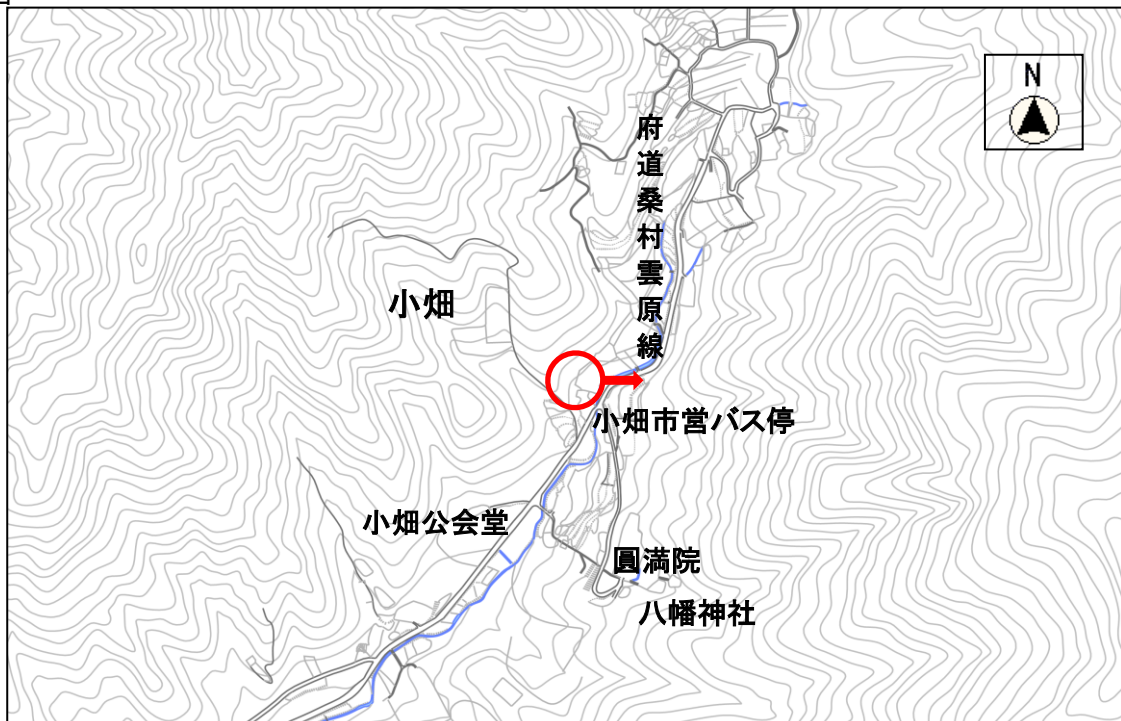 N
府道桑村雲原線
小畑
小畑市営バス停
小畑公会堂
圓満院
八幡神社